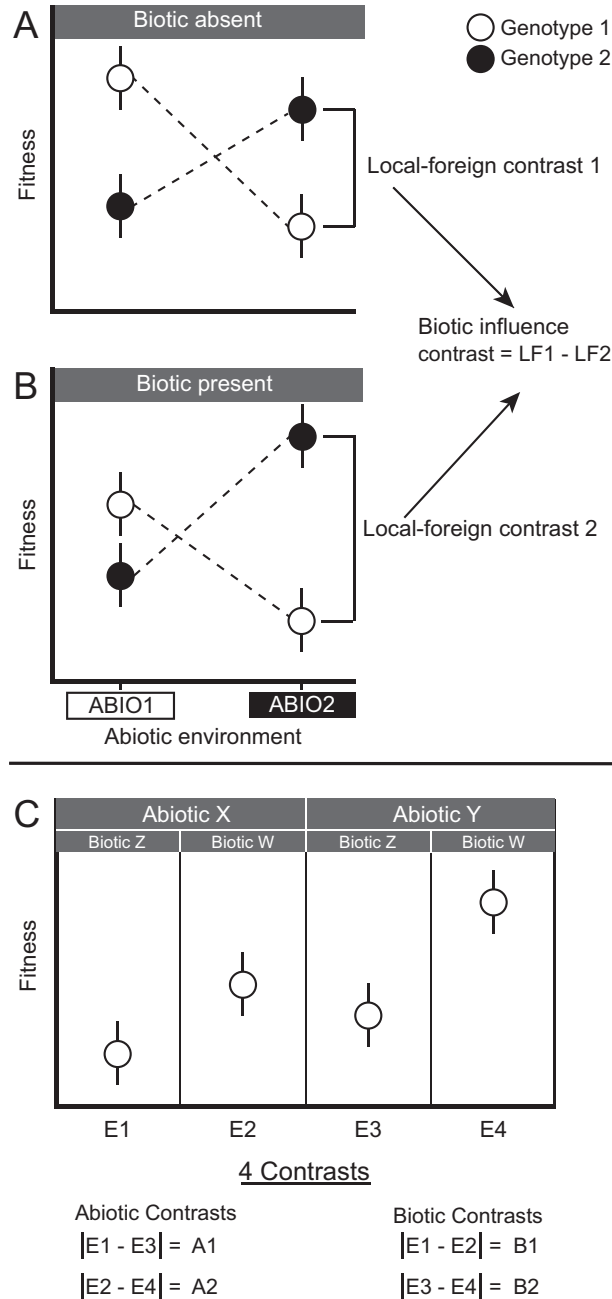 A
Biotic absent
Genotype 1
Genotype 2
Fitness
Local-foreign contrast 1
Biotic influence
contrast = LF1 - LF2
B
Biotic present
Fitness
Local-foreign contrast 2
ABIO1
ABIO2
Abiotic environment
C
Abiotic X
Abiotic Y
Biotic Z
Biotic W
Biotic Z
Biotic W
Fitness
E1
E2
E3
E4
4 Contrasts
Abiotic Contrasts
|E1 - E3| = A1
|E2 - E4| = A2
Biotic Contrasts
|E1 - E2| = B1
|E3 - E4| = B2